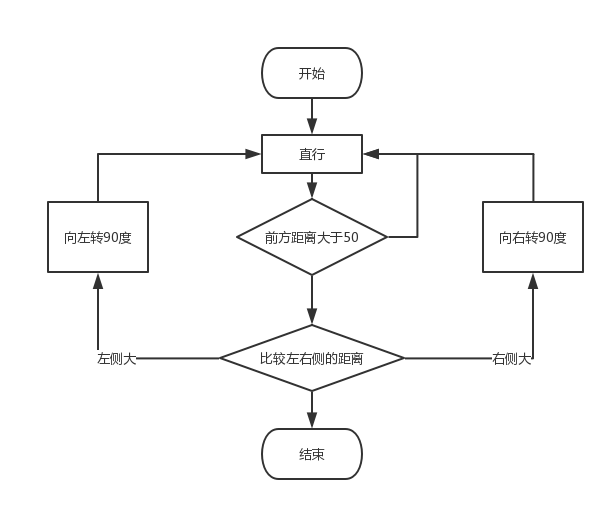 开始
直行
向左转90度
前方距离大于50
向右转90度
左侧大
比较左右侧的距离
右侧大
结束